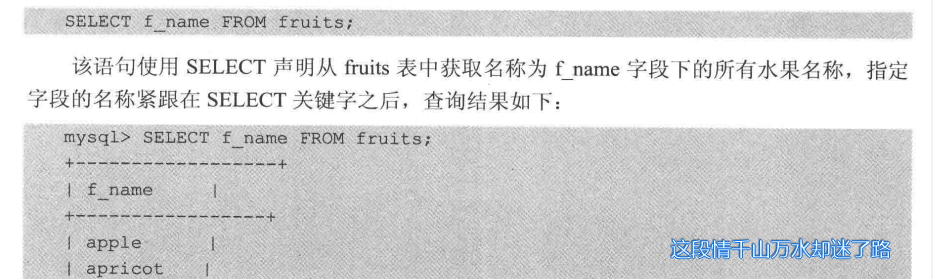 SELECT f_name FROM fruits;
该语句使用 SELECT 声明从 fruits 表中获取名称为 f_name 字段下的所有水果名称，指定
字段的名称紧跟在 SELECT 关键字之后，查询结果如下：
mysql> SELECT f_name FROM fruits;
+-------------------+
| f_name |
+------------------+
| apple |
| apricot |
这段情千山万水却迷了路